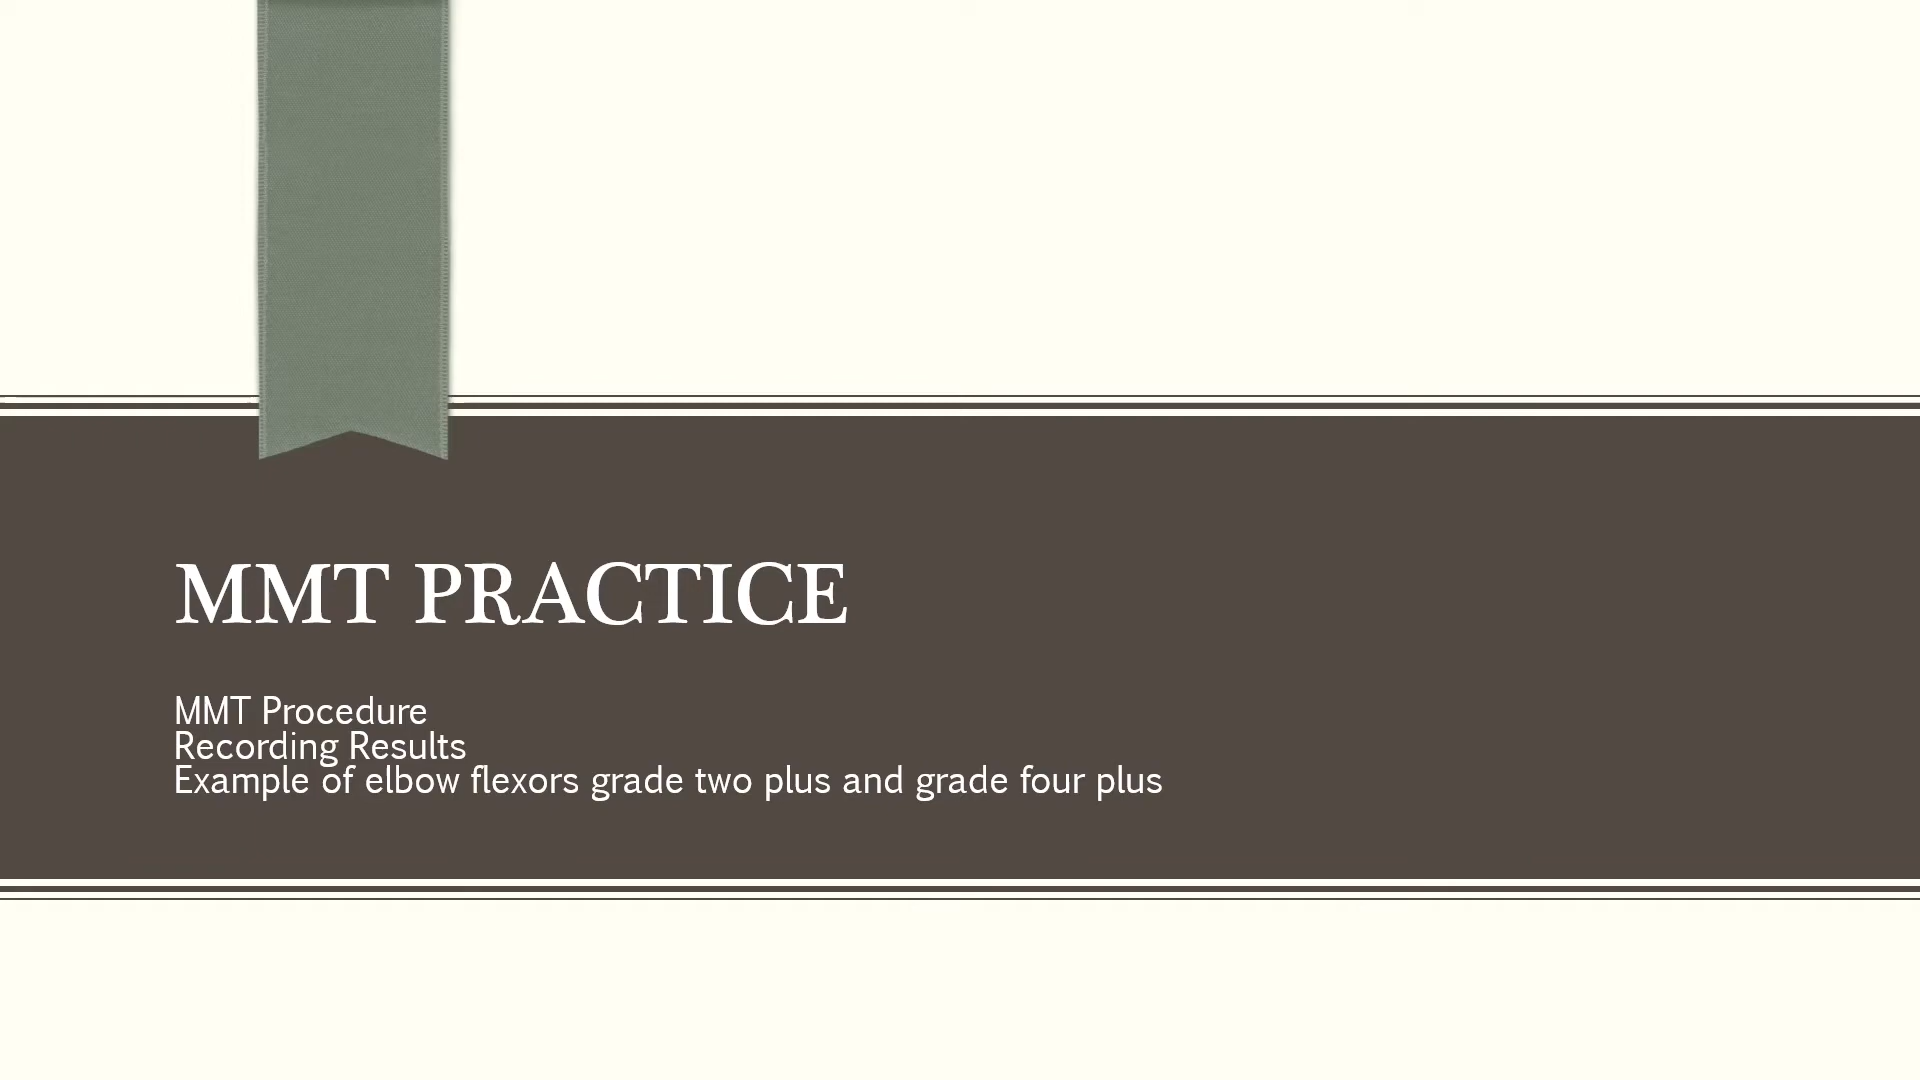 MMT PRACTICE
MMT Procedure
Recording Results
Example of elbow flexors grade two plus and grade four plus